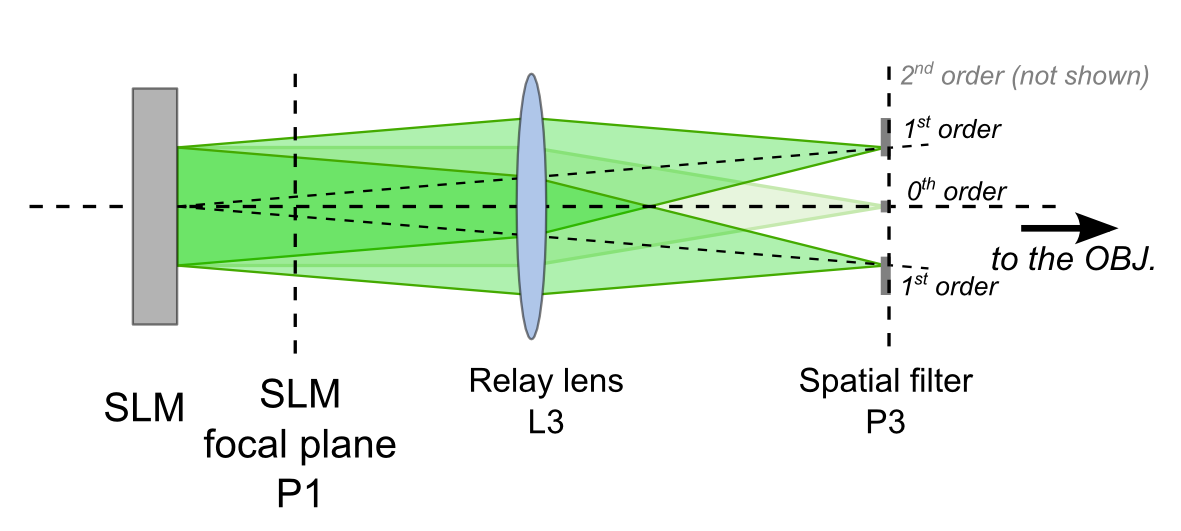 2nd order (not shown)
1st order
0th order
to the OBJ.
1st order
SLM
SLM
focal plane
P1
Relay lens
L3
Spatial filter
P3